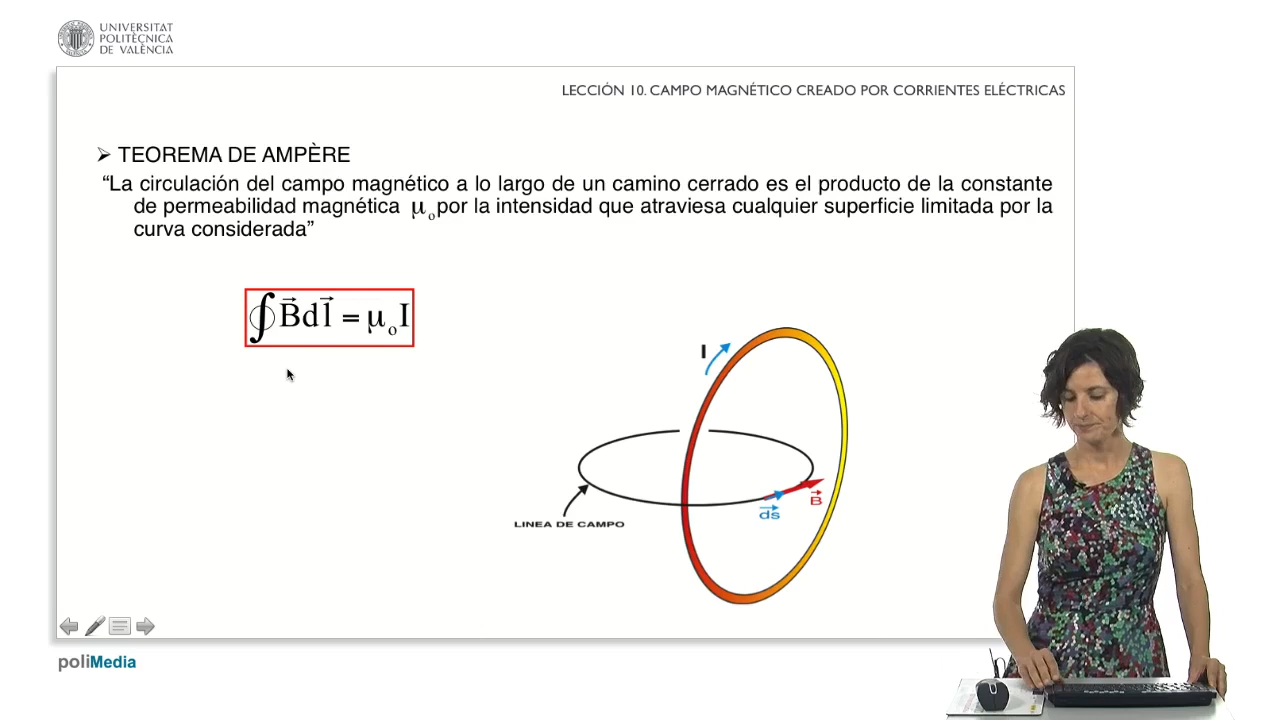 UNIVERSITAT
POLITÈCNICA
DE VALÈNCIA
LECCIÓN 10. CAMPO MAGNÉTICO CREADO POR CORRIENTES ELÉCTRICAS
➢ TEOREMA DE AMPÈRE
“La circulación del campo magnético a lo largo de un camino cerrado es el producto de la constante
de permeabilidad magnética μₒ por la intensidad que atraviesa cualquier superficie limitada por la
curva considerada”
∮B⃗dl⃗ = μₒI
I
B⃗
ds⃗
LINEA DE CAMPO
poliMedia